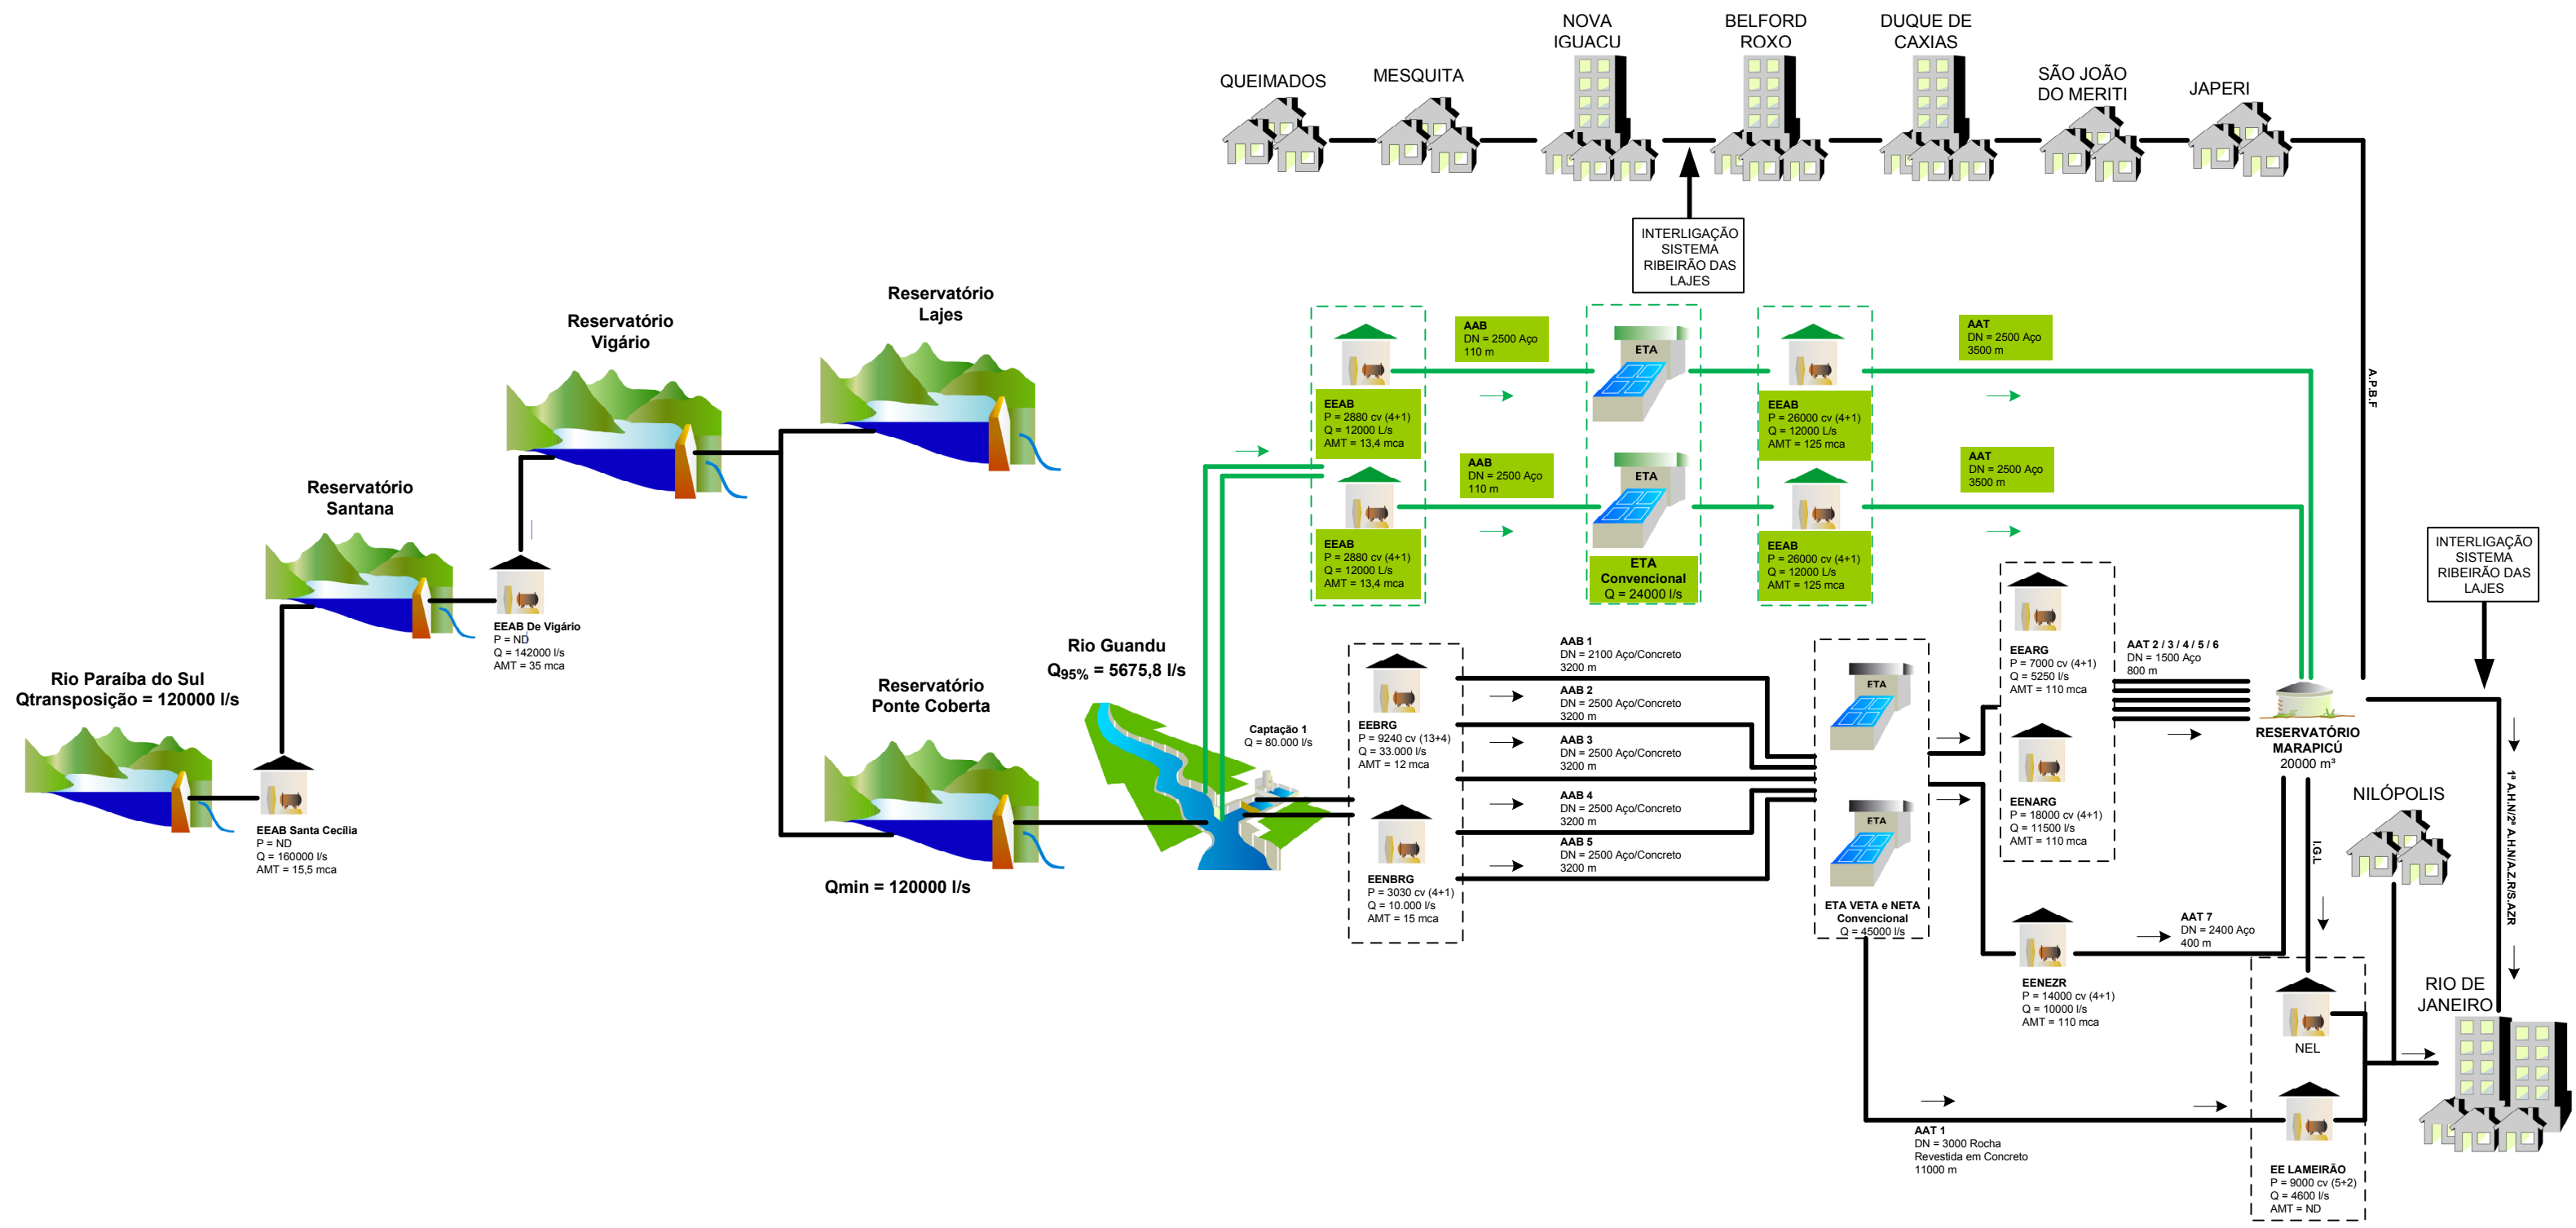 NOVA
IGUACU
BELFORD
ROXO
DUQUE DE
CAXIAS
QUEIMADOS
MESQUITA
SÃO JOÃO
DO MERITI
JAPERI
INTERLIGAÇÃO
SISTEMA
RIBEIRÃO DAS
LAJES
A.P.B.F
Reservatório
Lajes
Reservatório
Vigário
Reservatório
Santana
EEAB De Vigário
P = ND
Q = 142000 l/s
AMT = 35 mca
Rio Paraíba do Sul
Qtransposição = 120000 l/s
EEAB Santa Cecília
P = ND
Q = 160000 l/s
AMT = 15,5 mca
Reservatório
Ponte Coberta
Qmin = 120000 l/s
Rio Guandu
Q95% = 5675,8 l/s
Captação 1
Q = 80.000 l/s
EEAB
P = 2880 cv (4+1)
Q = 12000 L/s
AMT = 13,4 mca
AAB
DN = 2500 Aço
110 m
ETA
EEAB
P = 26000 cv (4+1)
Q = 12000 L/s
AMT = 125 mca
AAT
DN = 2500 Aço
3500 m
EEAB
P = 2880 cv (4+1)
Q = 12000 L/s
AMT = 13,4 mca
AAB
DN = 2500 Aço
110 m
ETA
ETA
Convencional
Q = 24000 l/s
EEAB
P = 26000 cv (4+1)
Q = 12000 L/s
AMT = 125 mca
AAT
DN = 2500 Aço
3500 m
EEBRG
P = 9240 cv (13+4)
Q = 33.000 l/s
AMT = 12 mca
EENBRG
P = 3030 cv (4+1)
Q = 10.000 l/s
AMT = 15 mca
AAB 1
DN = 2100 Aço/Concreto
3200 m
AAB 2
DN = 2500 Aço/Concreto
3200 m
AAB 3
DN = 2500 Aço/Concreto
3200 m
AAB 4
DN = 2500 Aço/Concreto
3200 m
AAB 5
DN = 2500 Aço/Concreto
3200 m
ETA
ETA
ETA VETA e NETA
Convencional
Q = 45000 l/s
EEARG
P = 7000 cv (4+1)
Q = 5250 l/s
AMT = 110 mca
EENARG
P = 18000 cv (4+1)
Q = 11500 l/s
AMT = 110 mca
AAT 2 / 3 / 4 / 5 / 6
DN = 1500 Aço
800 m
EENEZR
P = 14000 cv (4+1)
Q = 10000 l/s
AMT = 110 mca
AAT 7
DN = 2400 Aço
400 m
AAT 1
DN = 3000 Rocha
Revestida em Concreto
11000 m
RESERVATÓRIO
MARAPICÚ
20000 m³
I.G.L
INTERLIGAÇÃO
SISTEMA
RIBEIRÃO DAS
LAJES
1ª A.H.N/2ª A.H.N/A.Z.R/S.AZR
NILÓPOLIS
RIO DE
JANEIRO
NEL
EE LAMEIRÃO
P = 9000 cv (5+2)
Q = 4600 l/s
AMT = ND